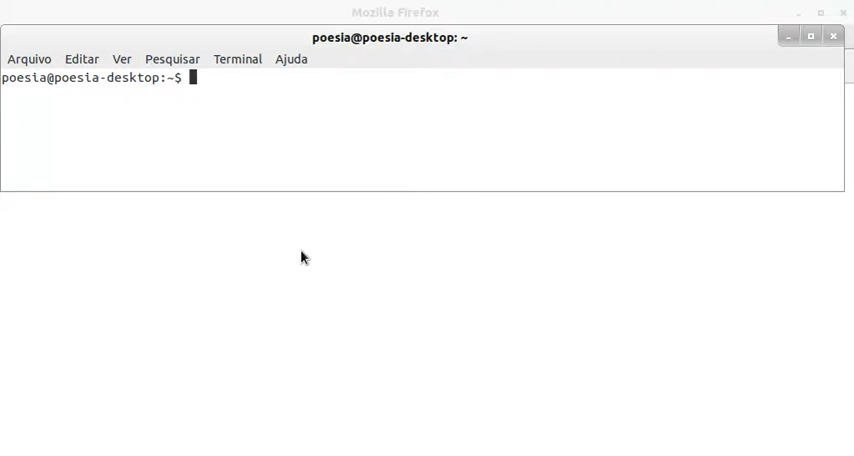 Mozilla Firefox
poesia@poesia-desktop: ~
Arquivo Editar Ver Pesquisar Terminal Ajuda
poesia@poesia-desktop:~$